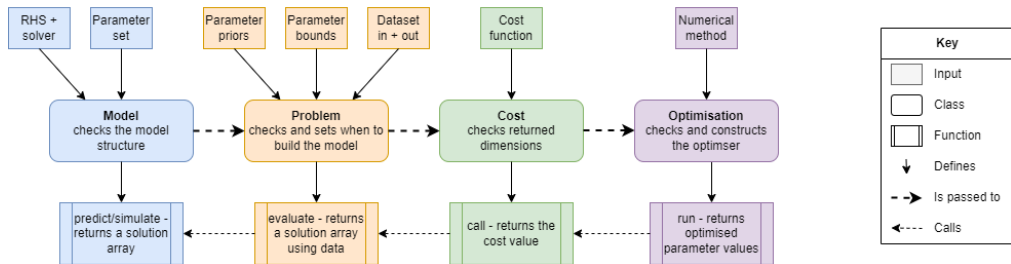 RHS +
solver
Parameter
set
Parameter
priors
Parameter
bounds
Dataset
in + out
Cost
function
Numerical
method
Model
checks the model
structure
Problem
checks and sets when to
build the model
Cost
checks returned
dimensions
Optimisation
checks and constructs
the optimser
predict/simulate -
returns a solution
array
evaluate - returns
a solution array
using data
call - returns the
cost value
run - returns
optimised
parameter values
Key
Input
Class
Function
Defines
Is passed to
Calls